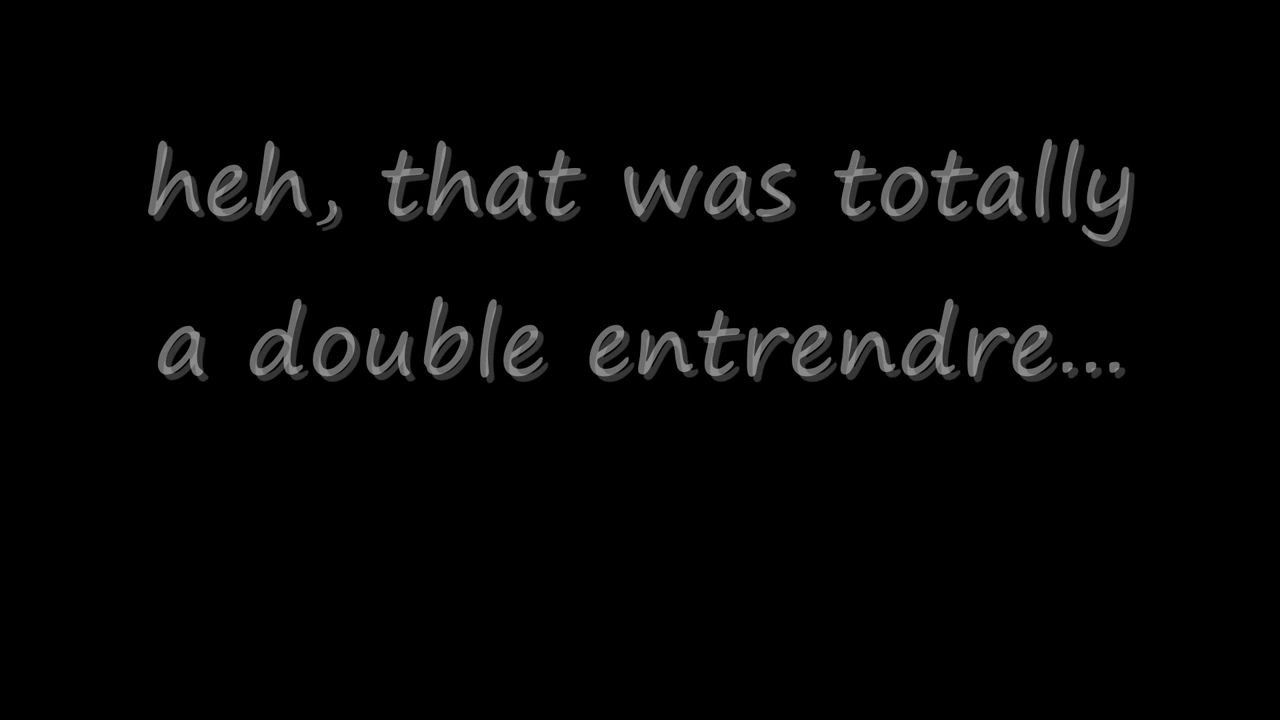 heh, that was totally
a double entrendre...